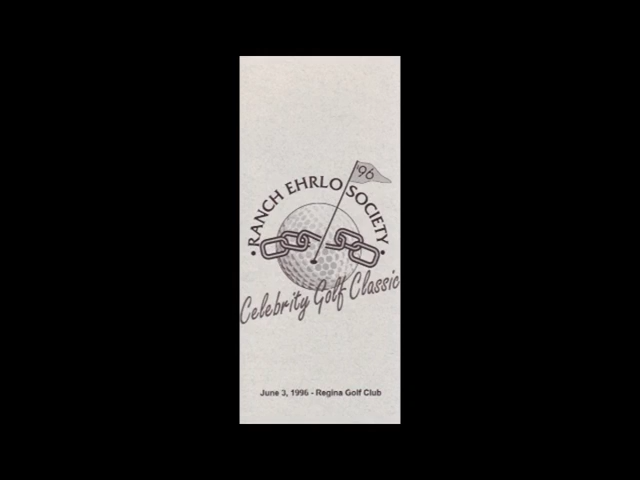 96
• RANCH EHRLO SOCIETY •
Celebrity Golf Classic
June 3, 1996 - Regina Golf Club